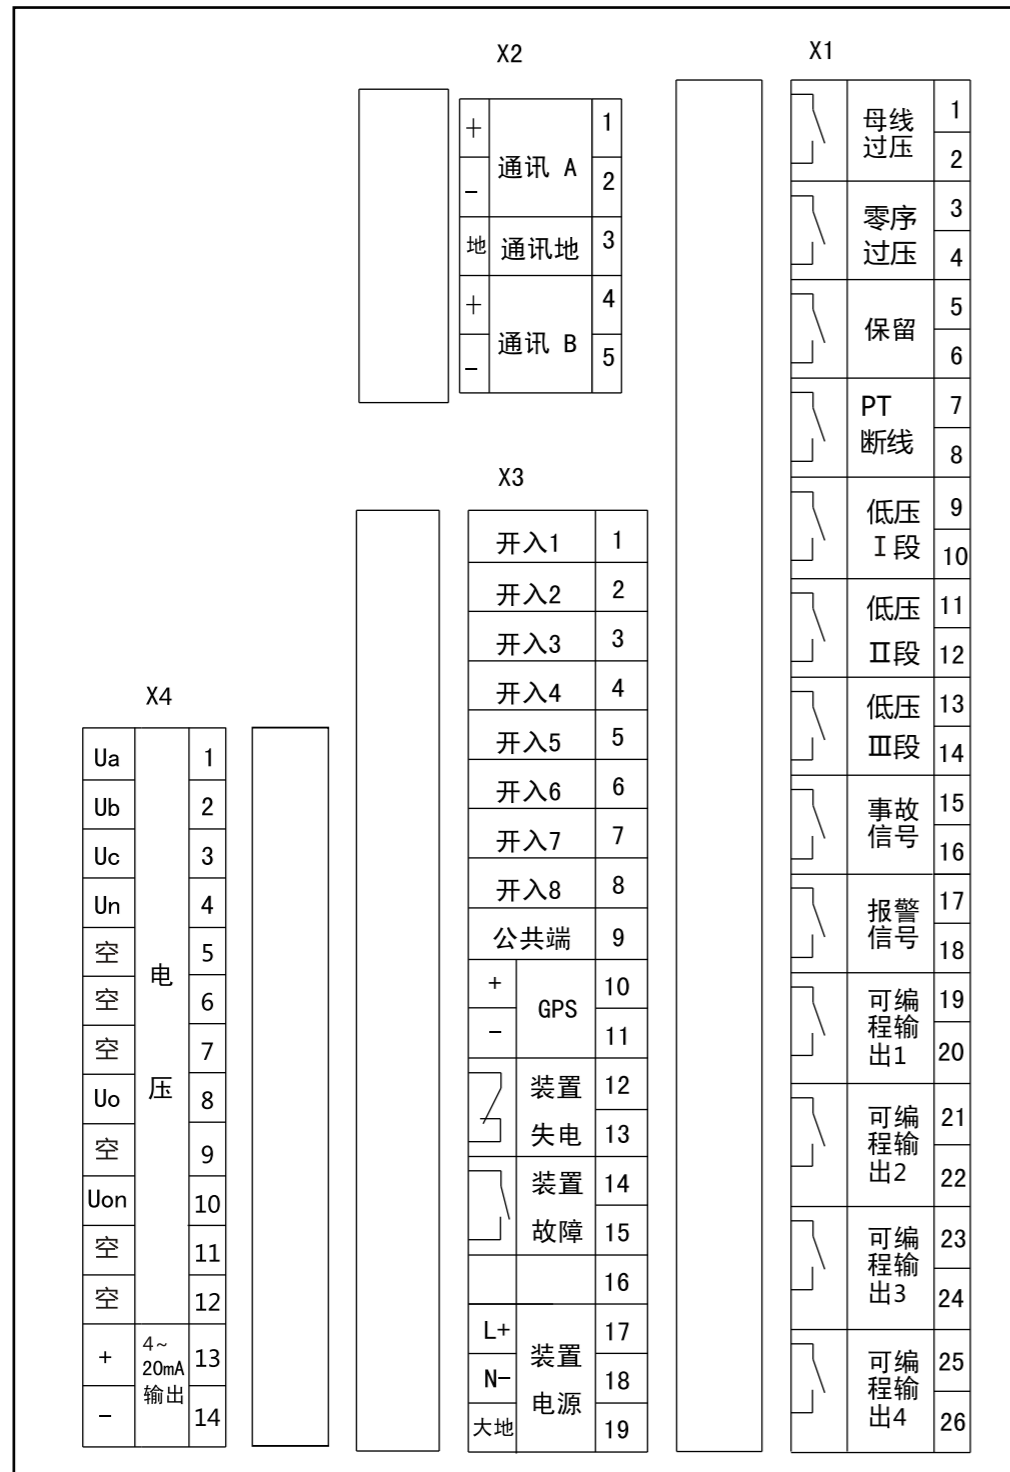 X2
+ 通讯 A 1
- 2
地 通讯地 3
+ 通讯 B 4
- 5
X1
母线 1
过压 2
零序 3
过压 4
保留 5
6
PT 7
断线 8
低压 9
Ⅰ段 10
低压 11
Ⅱ段 12
低压 13
Ⅲ段 14
事故 15
信号 16
报警 17
信号 18
可编 19
程输
出1 20
可编 21
程输
出2 22
可编 23
程输
出3 24
可编 25
程输
出4 26
X3
开入1 1
开入2 2
开入3 3
开入4 4
开入5 5
开入6 6
开入7 7
开入8 8
公共端 9
+ GPS 10
- 11
装置 12
失电 13
装置 14
故障 15
16
L+ 装置 17
N- 18
电源
大地 19
X4
Ua 1
Ub 2
Uc 3
Un 4
空 5
电
空 6
空 7
压
Uo 8
空 9
Uon 10
空 11
空 12
4~
+ 20mA 13
输出
- 14